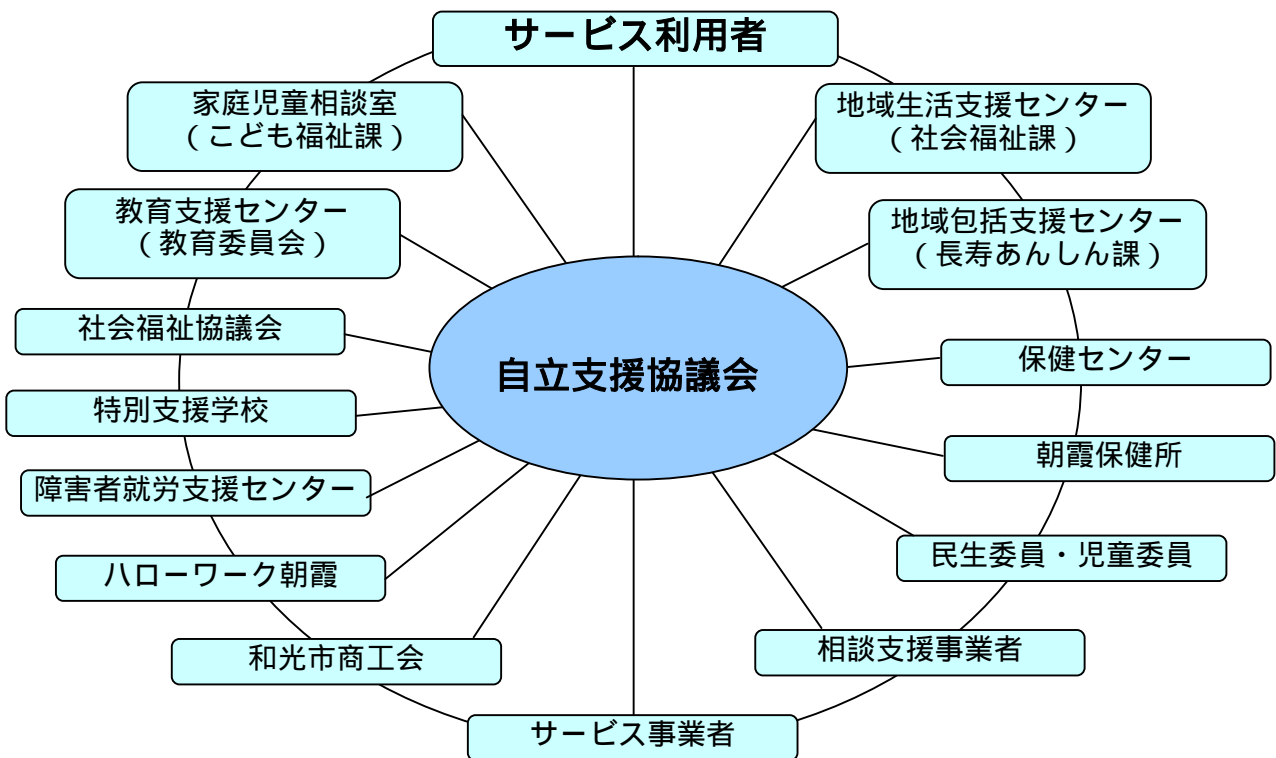 サービス利用者
家庭児童相談室
（こども福祉課）
地域生活支援センター
（社会福祉課）
教育支援センター
（教育委員会）
地域包括支援センター
（長寿あんしん課）
社会福祉協議会
保健センター
自立支援協議会
特別支援学校
朝霞保健所
障害者就労支援センター
民生委員・児童委員
ハローワーク朝霞
和光市商工会
相談支援事業者
サービス事業者